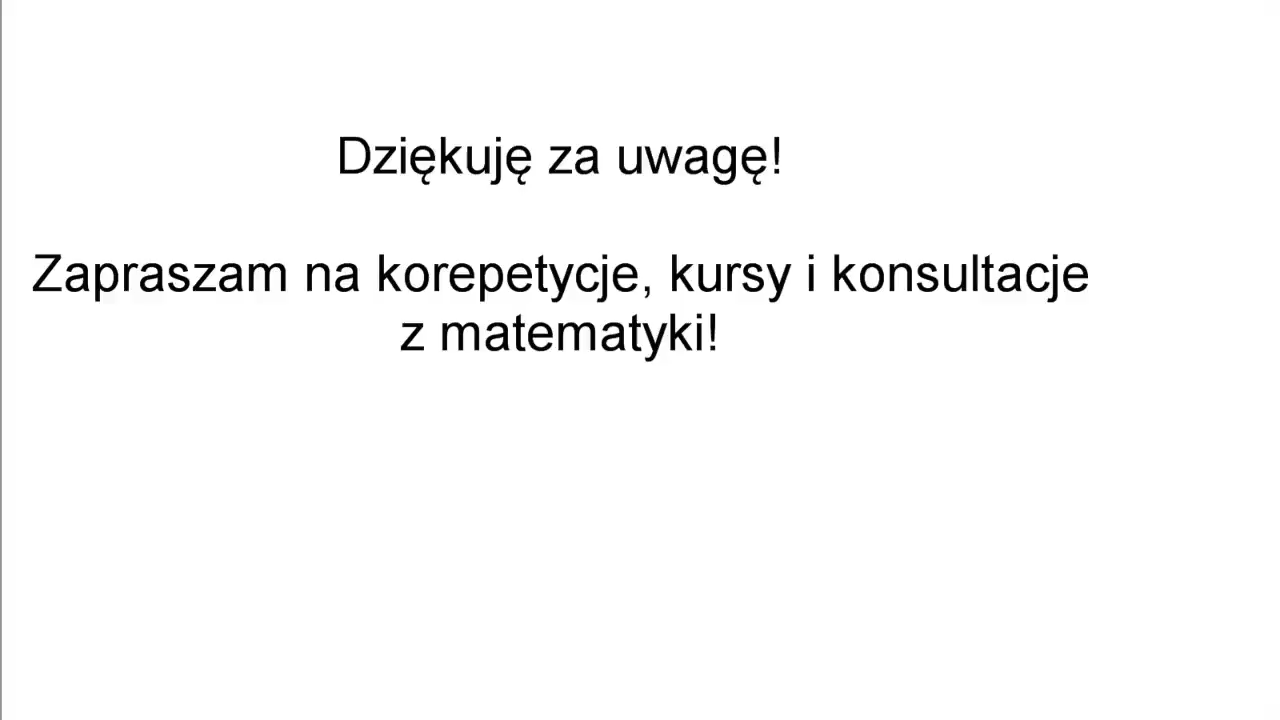 Dziękuję za uwagę!
Zapraszam na korepetycje, kursy i konsultacje
z matematyki!